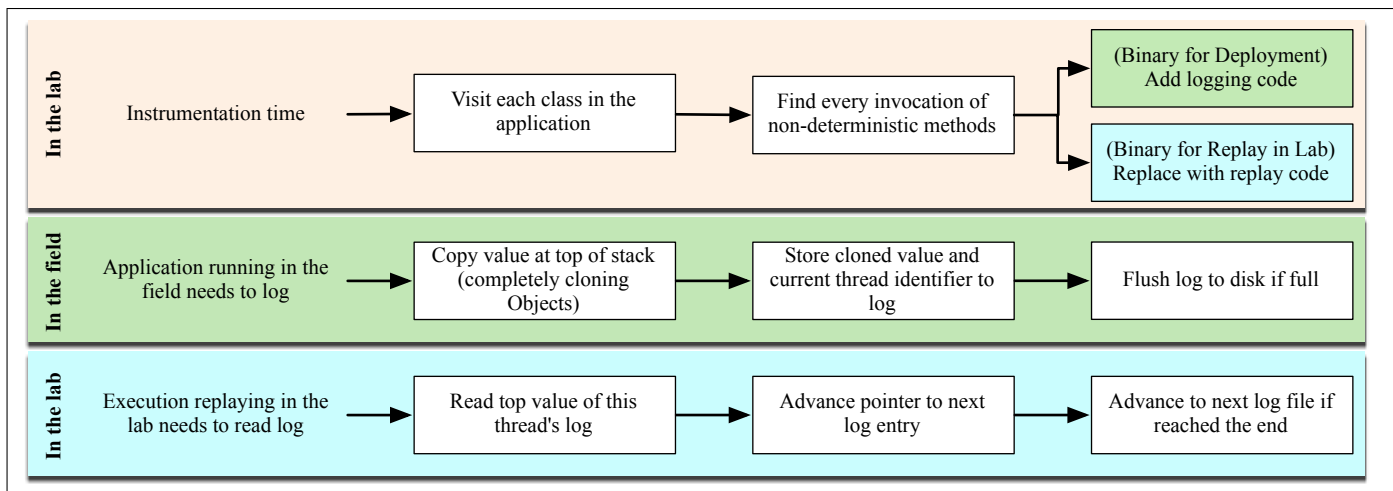 In the lab
Instrumentation time
Visit each class in the
application
Find every invocation of
non-deterministic methods
(Binary for Deployment)
Add logging code
(Binary for Replay in Lab)
Replace with replay code
In the field
Application running in the
field needs to log
Copy value at top of stack
(completely cloning
Objects)
Store cloned value and
current thread identifier to
log
Flush log to disk if full
In the lab
Execution replaying in the
lab needs to read log
Read top value of this
thread's log
Advance pointer to next
log entry
Advance to next log file if
reached the end